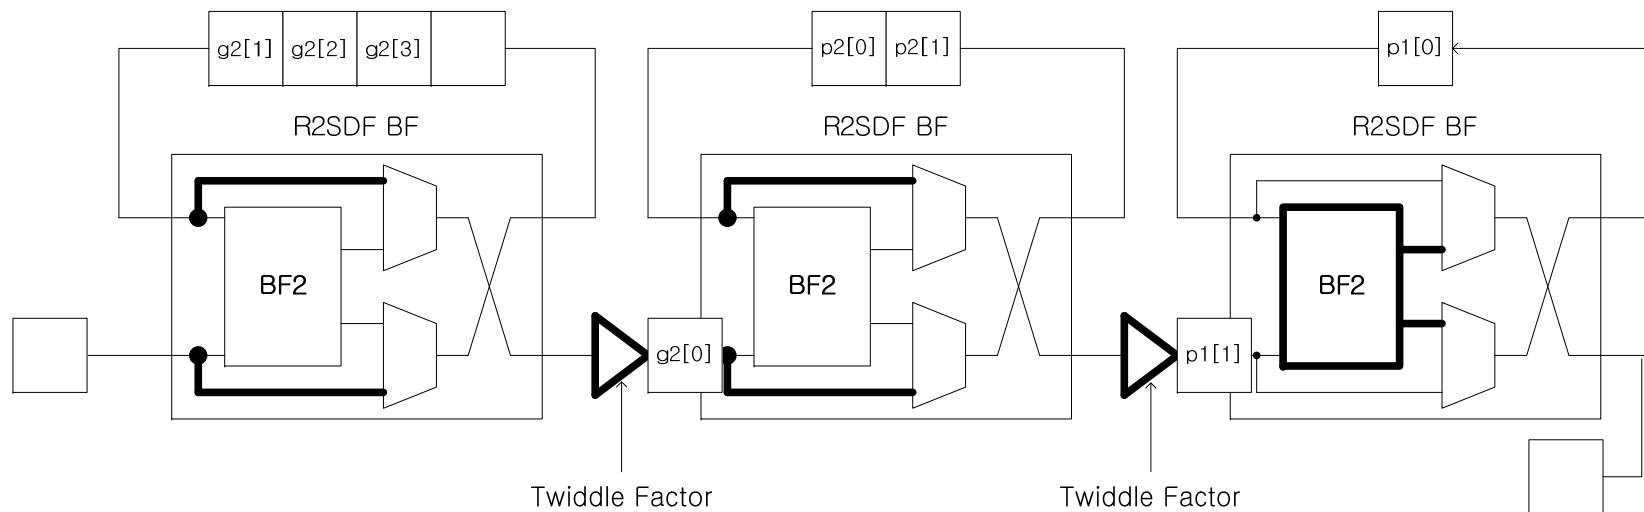 g2[1] g2[2] g2[3] p2[0] p2[1] p1[0]
R2SDF BF R2SDF BF R2SDF BF
BF2 BF2 BF2
g2[0] p1[1]
Twiddle Factor Twiddle Factor